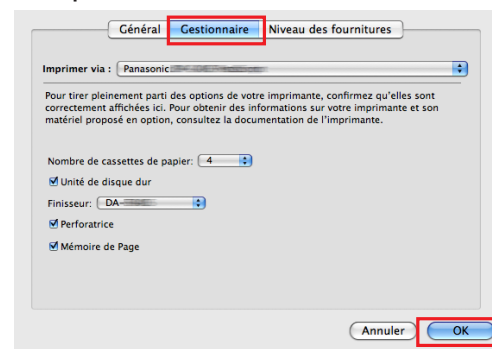 Général Gestionnaire Niveau des fournitures
Imprimer via : Panasonic
Pour tirer pleinement parti des options de votre imprimante, confirmez qu'elles sont
correctement affichées ici. Pour obtenir des informations sur votre imprimante et son
matériel proposé en option, consultez la documentation de l'imprimante.
Nombre de cassettes de papier: 4
Unité de disque dur
Finisseur: DA-
Perforatrice
Mémoire de Page
Annuler OK